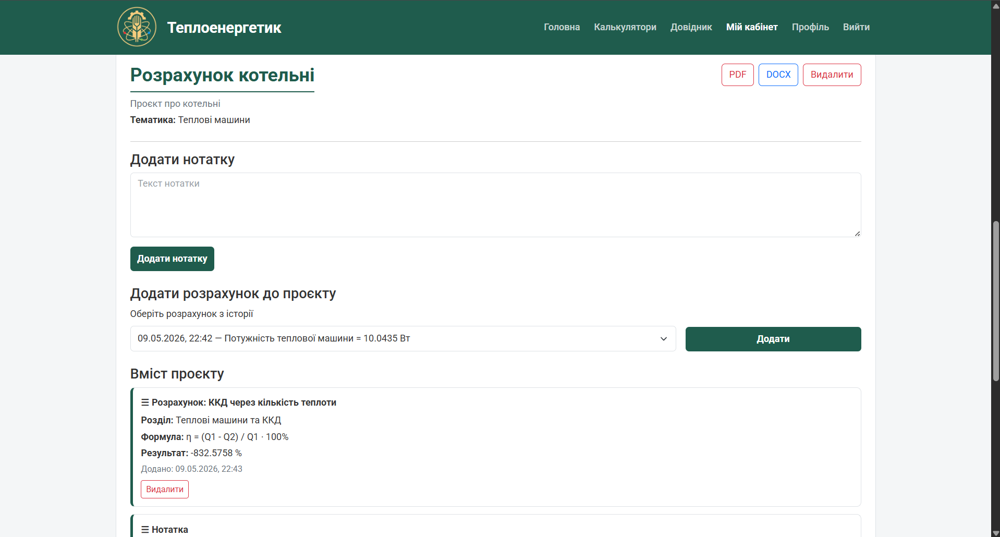 Теплоенергетик
Головна Калькулятори Довідник Мій кабінет Профіль Вийти
Розрахунок котельні
PDF DOCX Видалити
Проєкт про котельні
Тематика: Теплові машини
Додати нотатку
Текст нотатки
Додати нотатку
Додати розрахунок до проєкту
Оберіть розрахунок з історії
09.05.2026, 22:42 — Потужність теплової машини = 10.0435 Вт
Додати
Вміст проєкту
☰ Розрахунок: ККД через кількість теплоти
Розділ: Теплові машини та ККД
Формула: η = (Q1 - Q2) / Q1 · 100%
Результат: -832.5758 %
Додано: 09.05.2026, 22:43
Видалити
☰ Нотатка